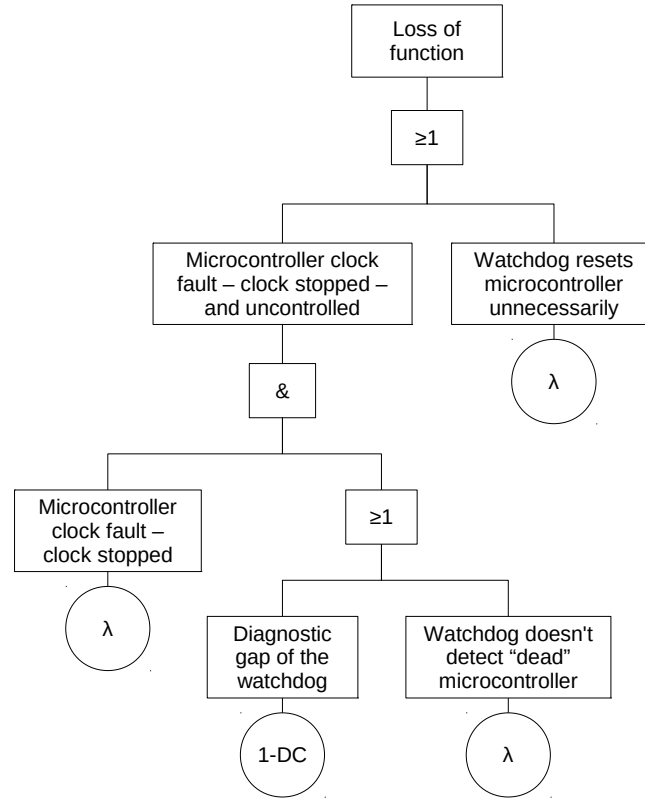 Loss of
function
≥1
Microcontroller clock
fault – clock stopped –
and uncontrolled
Watchdog resets
microcontroller
unnecessarily
λ
&
Microcontroller
clock fault –
clock stopped
≥1
λ
Diagnostic
gap of the
watchdog
Watchdog doesn't
detect “dead”
microcontroller
1-DC
λ